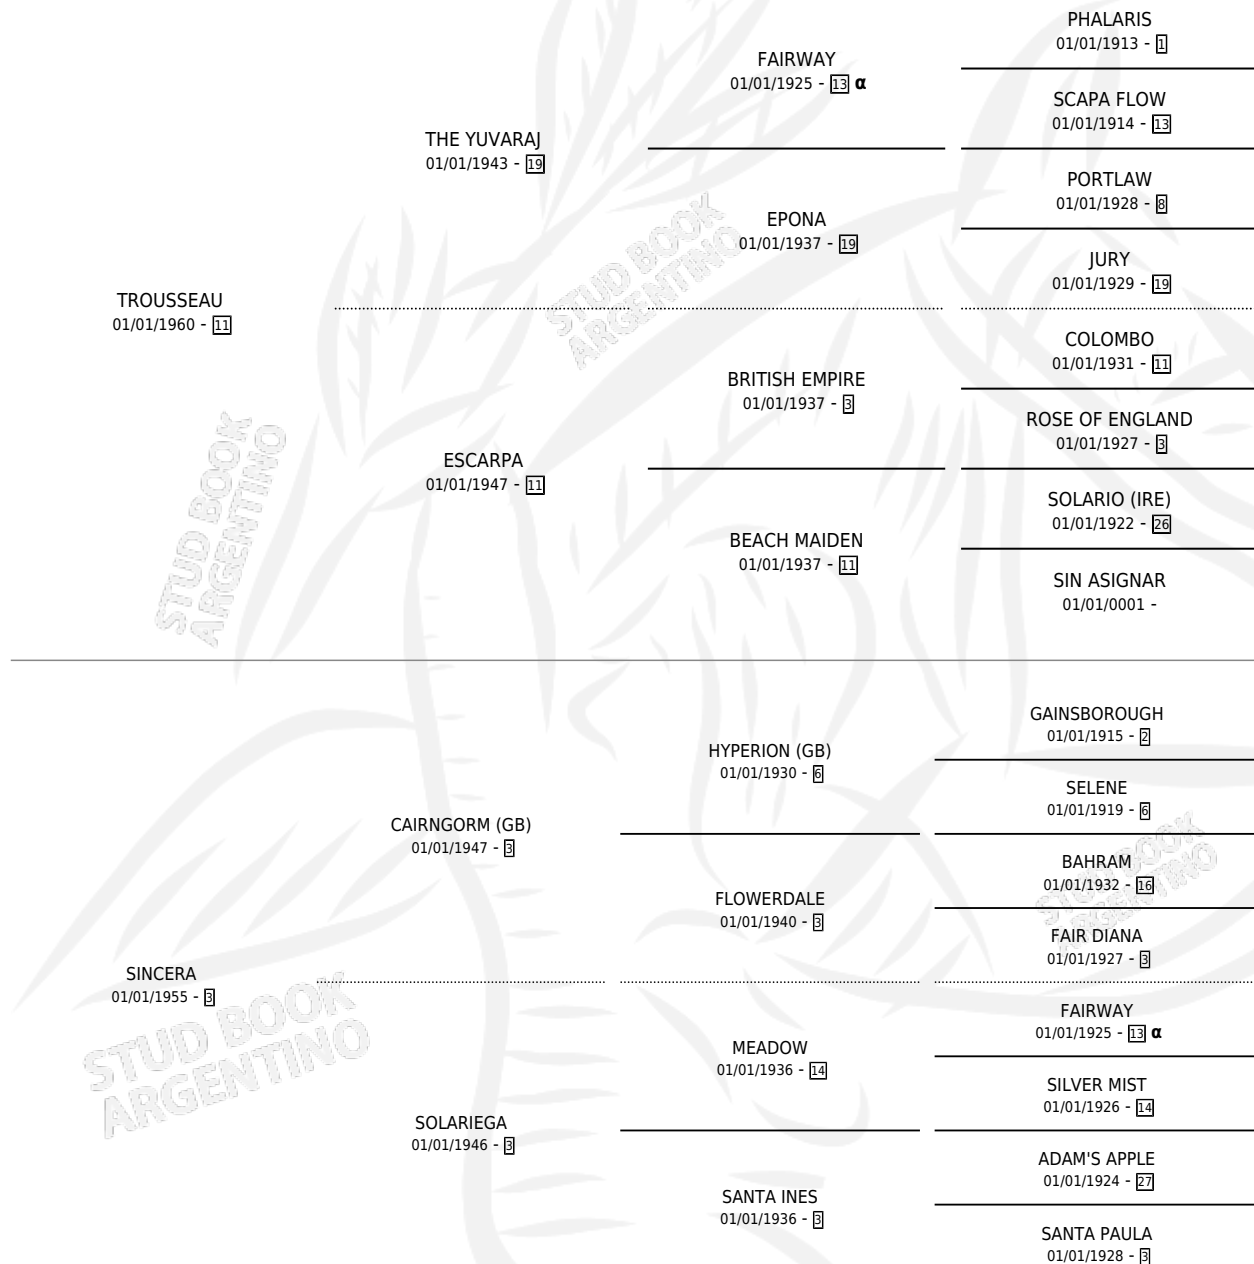 PHALARIS
01/01/1913 - 1
FAIRWAY
01/01/1925 - 13 α
SCAPA FLOW
01/01/1914 - 13
THE YUVARAJ
01/01/1943 - 19
PORTLAW
01/01/1928 - 8
EPONA
01/01/1937 - 19
JURY
01/01/1929 - 19
TROUSSEAU
01/01/1960 - 11
COLOMBO
01/01/1931 - 11
BRITISH EMPIRE
01/01/1937 - 3
ROSE OF ENGLAND
01/01/1927 - 3
ESCARPA
01/01/1947 - 11
SOLARIO (IRE)
01/01/1922 - 26
BEACH MAIDEN
01/01/1937 - 11
SIN ASIGNAR
01/01/0001 -
GAINSBOROUGH
01/01/1915 - 2
HYPERION (GB)
01/01/1930 - 6
SELENE
01/01/1919 - 6
CAIRNGORM (GB)
01/01/1947 - 3
BAHRAM
01/01/1932 - 16
FLOWERDALE
01/01/1940 - 3
FAIR DIANA
01/01/1927 - 3
SINCERA
01/01/1955 - 3
FAIRWAY
01/01/1925 - 13 α
MEADOW
01/01/1936 - 14
SILVER MIST
01/01/1926 - 14
SOLARIEGA
01/01/1946 - 3
ADAM'S APPLE
01/01/1924 - 27
SANTA INES
01/01/1936 - 3
SANTA PAULA
01/01/1928 - 3
STUD BOOK
ARGENTINO
STUD BOOK
ARGENTINO
STUD BOOK
ARGENTINO
STUD BOOK
ARGENTINO